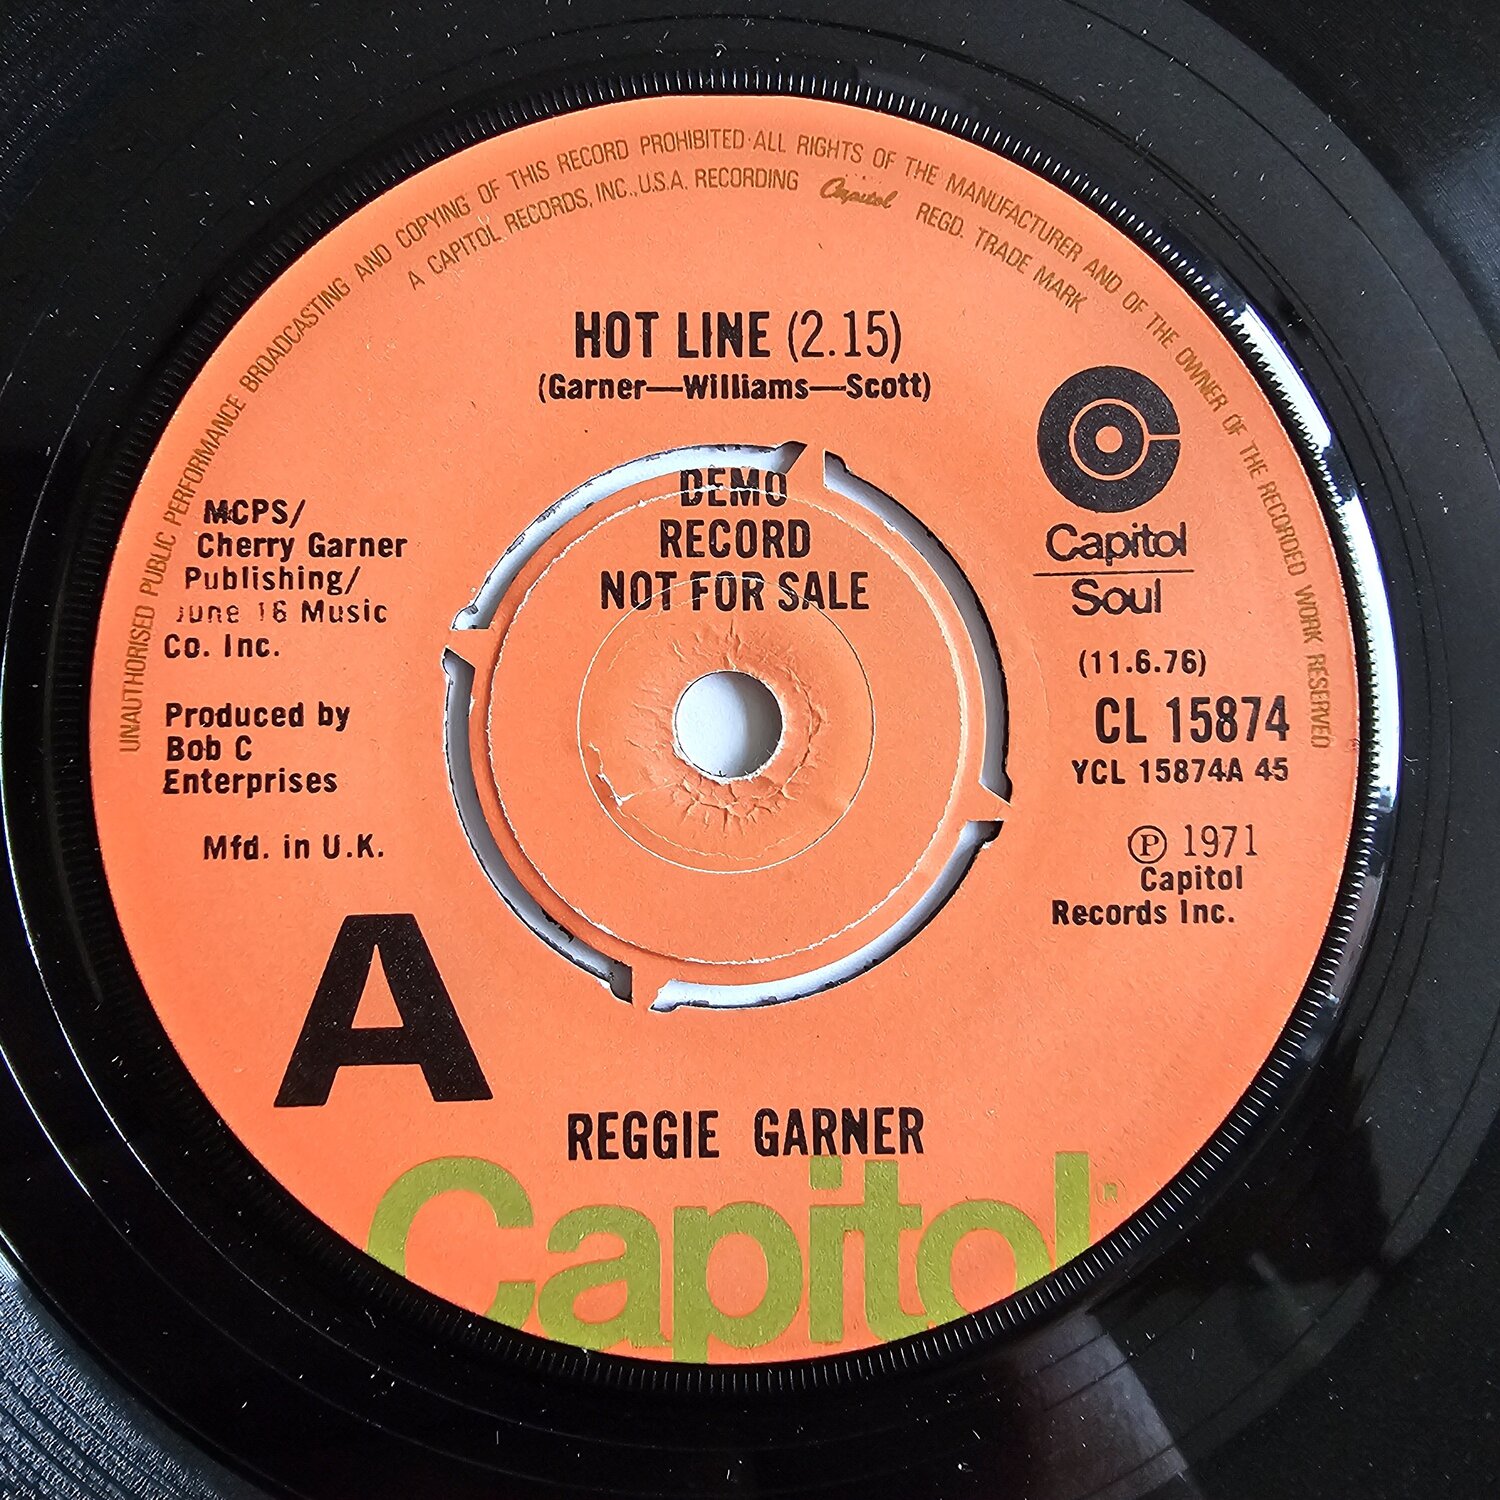 UNAUTHORISED PUBLIC PERFORMANCE BROADCASTING AND COPYING OF THIS RECORD PROHIBITED·ALL RIGHTS OF THE MANUFACTURER AND OF THE OWNER OF THE RECORDED WORK RESERVED
A CAPITOL RECORDS, INC., U.S.A. RECORDING Capitol REGD. TRADE MARK
HOT LINE (2.15)
(Garner—Williams—Scott)
DEMO
RECORD
NOT FOR SALE
MCPS/
Cherry Garner
Publishing/
June 16 Music
Co. Inc.
Produced by
Bob C
Enterprises
Mfd. in U.K.
Capitol
Soul
(11.6.76)
CL 15874
YCL 15874A 45
Ⓟ 1971
Capitol
Records Inc.
A
REGGIE GARNER
Capitol®